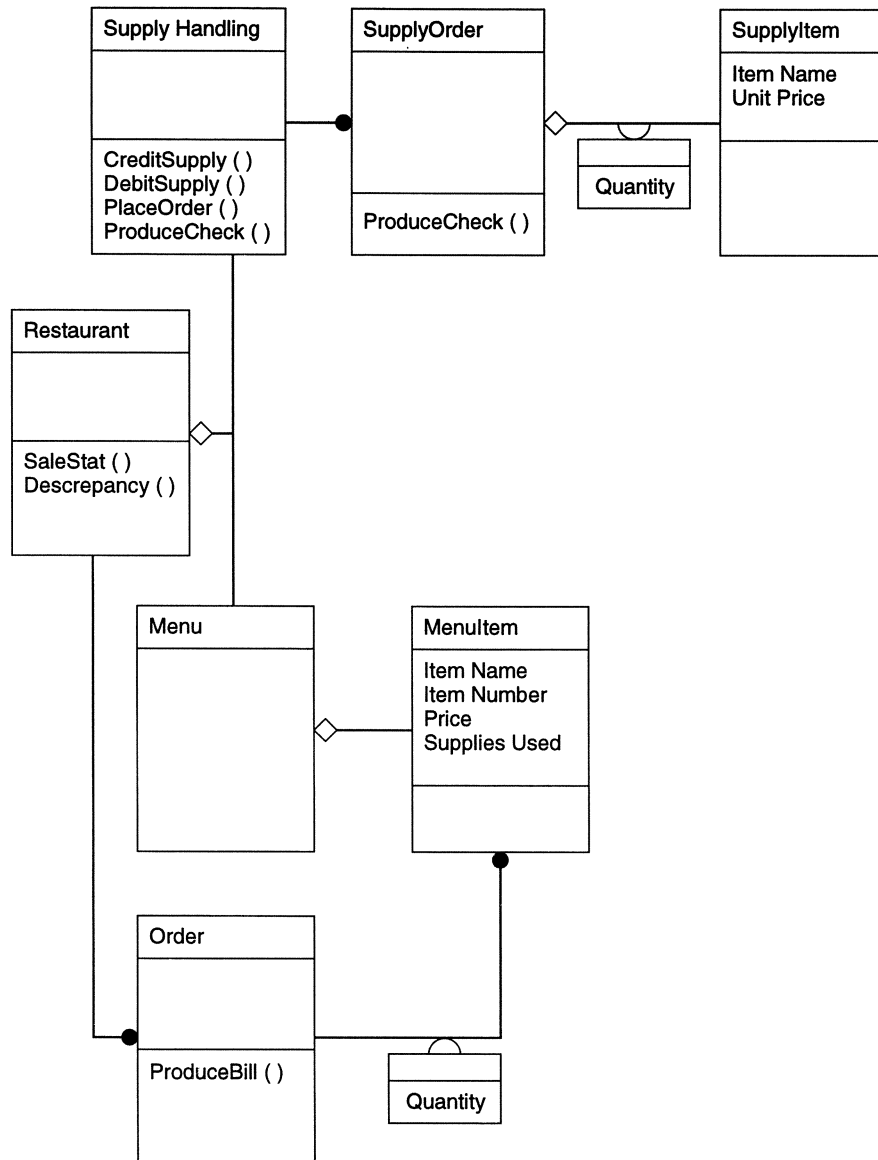 Supply Handling
CreditSupply ( )
DebitSupply ( )
PlaceOrder ( )
ProduceCheck ( )
SupplyOrder
ProduceCheck ( )
Quantity
SupplyItem
Item Name
Unit Price
Restaurant
SaleStat ( )
Descrepancy ( )
Menu
MenuItem
Item Name
Item Number
Price
Supplies Used
Order
ProduceBill ( )
Quantity